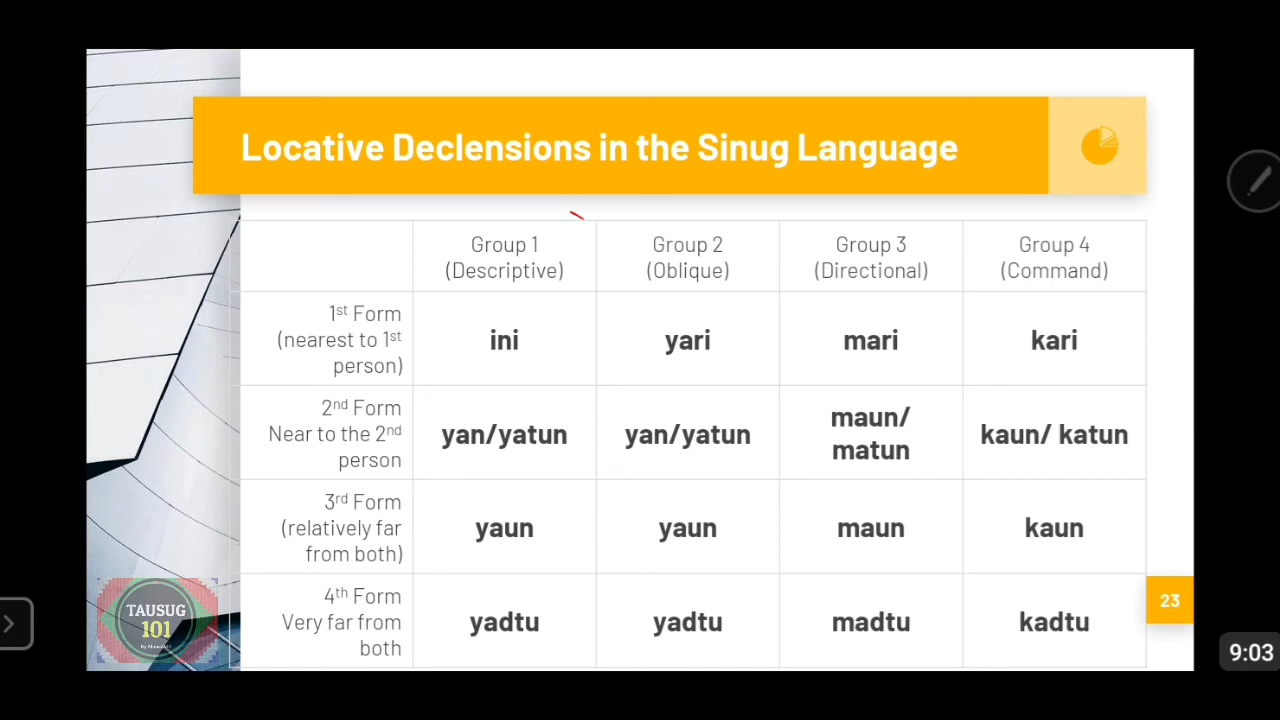 Locative Declensions in the Sinug Language
Group 1
(Descriptive)
Group 2
(Oblique)
Group 3
(Directional)
Group 4
(Command)
1st Form
(nearest to 1st
person)
ini
yari
mari
kari
2nd Form
Near to the 2nd
person
yan/yatun
yan/yatun
maun/
matun
kaun/ katun
3rd Form
(relatively far
from both)
yaun
yaun
maun
kaun
4th Form
Very far from
both
yadtu
yadtu
madtu
kadtu
23
TAUSUG
101
9:03